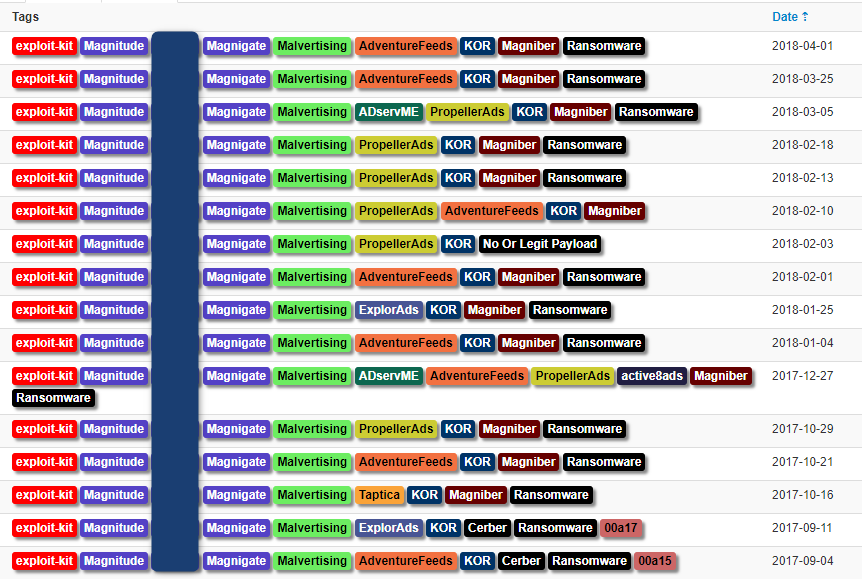 Tags Date ↑
exploit-kit Magnitude Magnigate Malvertising AdventureFeeds KOR Magniber Ransomware 2018-04-01
exploit-kit Magnitude Magnigate Malvertising AdventureFeeds KOR Magniber Ransomware 2018-03-25
exploit-kit Magnitude Magnigate Malvertising ADservME PropellerAds KOR Magniber Ransomware 2018-03-05
exploit-kit Magnitude Magnigate Malvertising PropellerAds KOR Magniber Ransomware 2018-02-18
exploit-kit Magnitude Magnigate Malvertising PropellerAds KOR Magniber Ransomware 2018-02-13
exploit-kit Magnitude Magnigate Malvertising PropellerAds AdventureFeeds KOR Magniber 2018-02-10
exploit-kit Magnitude Magnigate Malvertising PropellerAds KOR No Or Legit Payload 2018-02-03
exploit-kit Magnitude Magnigate Malvertising AdventureFeeds KOR Magniber Ransomware 2018-02-01
exploit-kit Magnitude Magnigate Malvertising ExplorAds KOR Magniber Ransomware 2018-01-25
exploit-kit Magnitude Magnigate Malvertising AdventureFeeds KOR Magniber Ransomware 2018-01-04
exploit-kit Magnitude Magnigate Malvertising ADservME AdventureFeeds PropellerAds active8ads Magniber 2017-12-27
Ransomware
exploit-kit Magnitude Magnigate Malvertising PropellerAds KOR Magniber Ransomware 2017-10-29
exploit-kit Magnitude Magnigate Malvertising AdventureFeeds KOR Magniber Ransomware 2017-10-21
exploit-kit Magnitude Magnigate Malvertising Taptica KOR Magniber Ransomware 2017-10-16
exploit-kit Magnitude Magnigate Malvertising ExplorAds KOR Cerber Ransomware 00a17 2017-09-11
exploit-kit Magnitude Magnigate Malvertising AdventureFeeds KOR Cerber Ransomware 00a15 2017-09-04